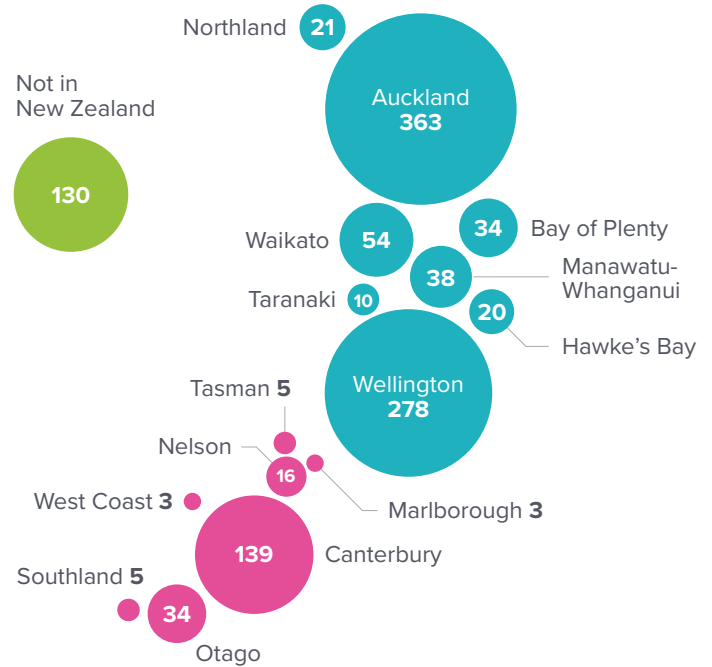 Northland 21
Auckland
363
Not in
New Zealand
130
Waikato 54
34 Bay of Plenty
38 Manawatu-
Whanganui
Taranaki 10
20 Hawke's Bay
Wellington
278
Tasman 5
Nelson 16
Marlborough 3
West Coast 3
139 Canterbury
Southland 5
34
Otago